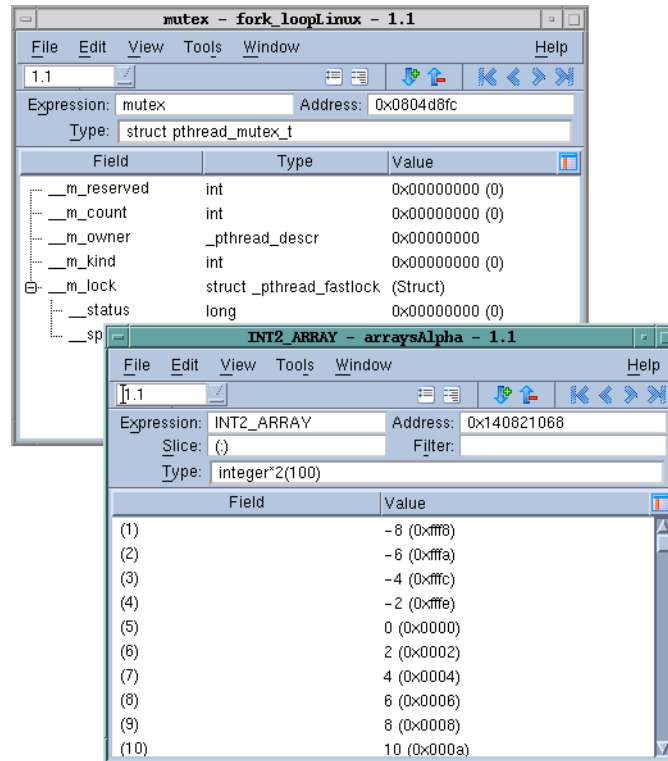 mutex - fork_loopLinux - 1.1
File Edit View Tools Window Help
1.1
Expression: mutex Address: 0x0804d8fc
Type: struct pthread_mutex_t
Field Type Value
__m_reserved int 0x00000000 (0)
__m_count int 0x00000000 (0)
__m_owner _pthread_descr 0x00000000
__m_kind int 0x00000000 (0)
__m_lock struct _pthread_fastlock (Struct)
__status long 0x00000000 (0)
__sp
INT2_ARRAY - arraysAlpha - 1.1
File Edit View Tools Window Help
1.1
Expression: INT2_ARRAY Address: 0x140821068
Slice: (:) Filter:
Type: integer*2(100)
Field Value
(1) -8 (0xfff8)
(2) -6 (0xfffa)
(3) -4 (0xfffc)
(4) -2 (0xfffe)
(5) 0 (0x0000)
(6) 2 (0x0002)
(7) 4 (0x0004)
(8) 6 (0x0006)
(9) 8 (0x0008)
(10) 10 (0x000a)